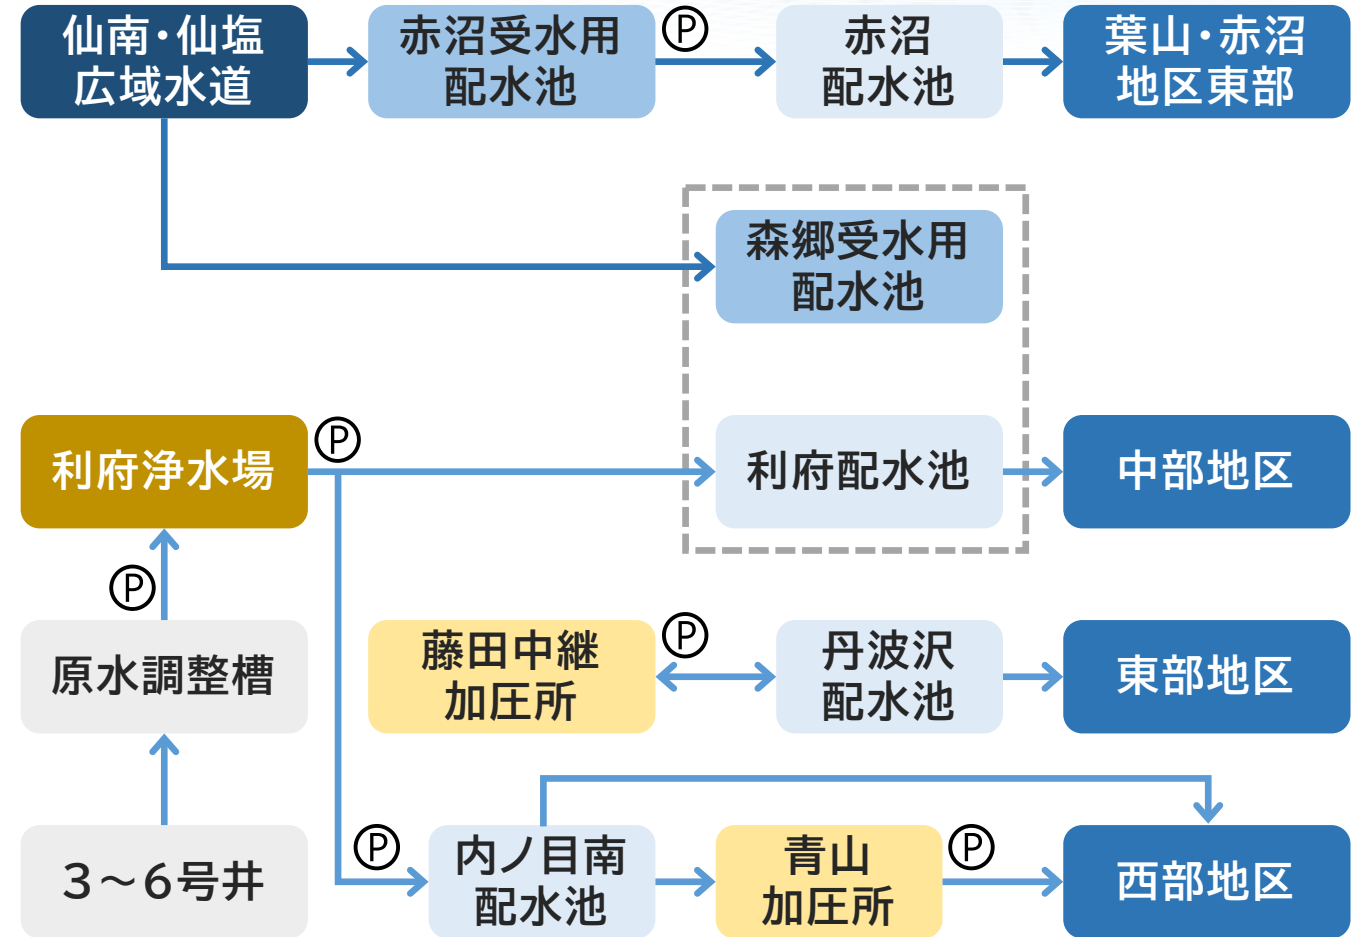 仙南・仙塩
広域水道
赤沼受水用
配水池
P
赤沼
配水池
葉山・赤沼
地区東部
森郷受水用
配水池
利府浄水場
P
利府配水池
中部地区
P
原水調整槽
藤田中継
加圧所
P
丹波沢
配水池
東部地区
3～6号井
P
内ノ目南
配水池
青山
加圧所
P
西部地区